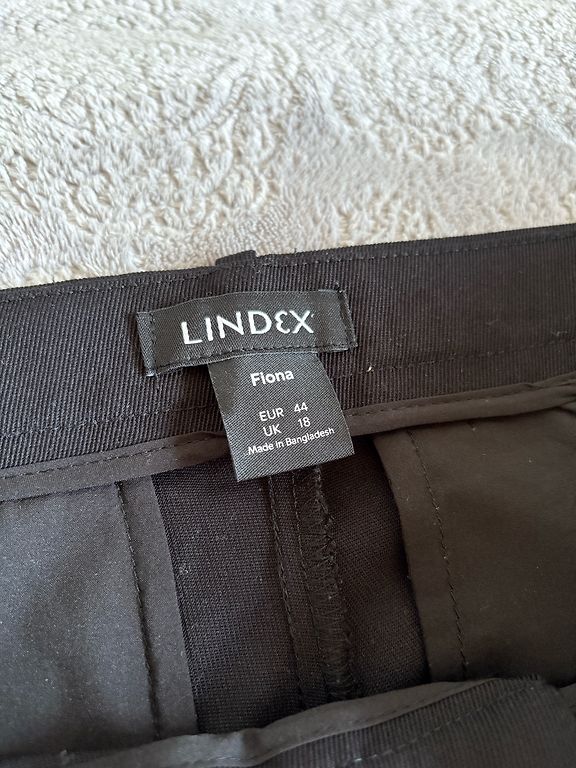 LINDEX
Fiona
EUR 44
UK 18
Made in Bangladesh